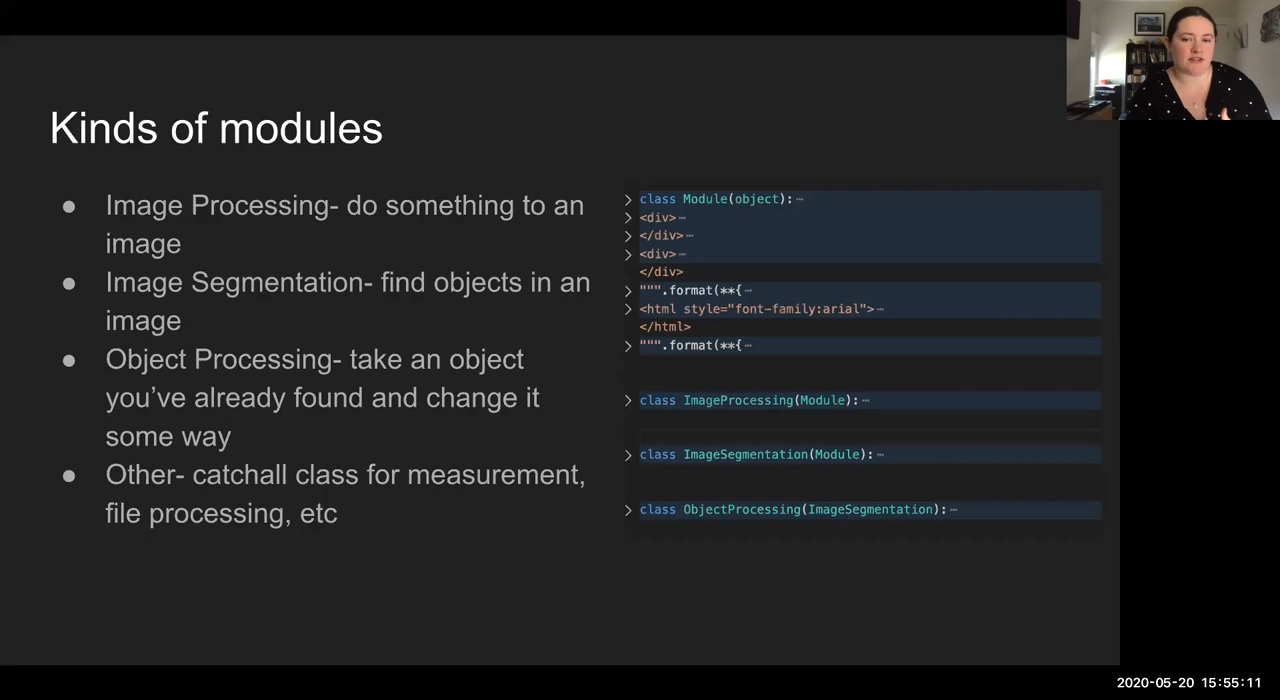 Kinds of modules
● Image Processing- do something to an
image
● Image Segmentation- find objects in an
image
● Object Processing- take an object
you’ve already found and change it
some way
● Other- catchall class for measurement,
file processing, etc
class Module(object):⋯
<div>⋯
</div>⋯
<div>⋯
</div>
""".format(**{⋯
<html style="font-family:arial">⋯
</html>
""".format(**{⋯
class ImageProcessing(Module):⋯
class ImageSegmentation(Module):⋯
class ObjectProcessing(ImageSegmentation):⋯
2020-05-20 15:55:11